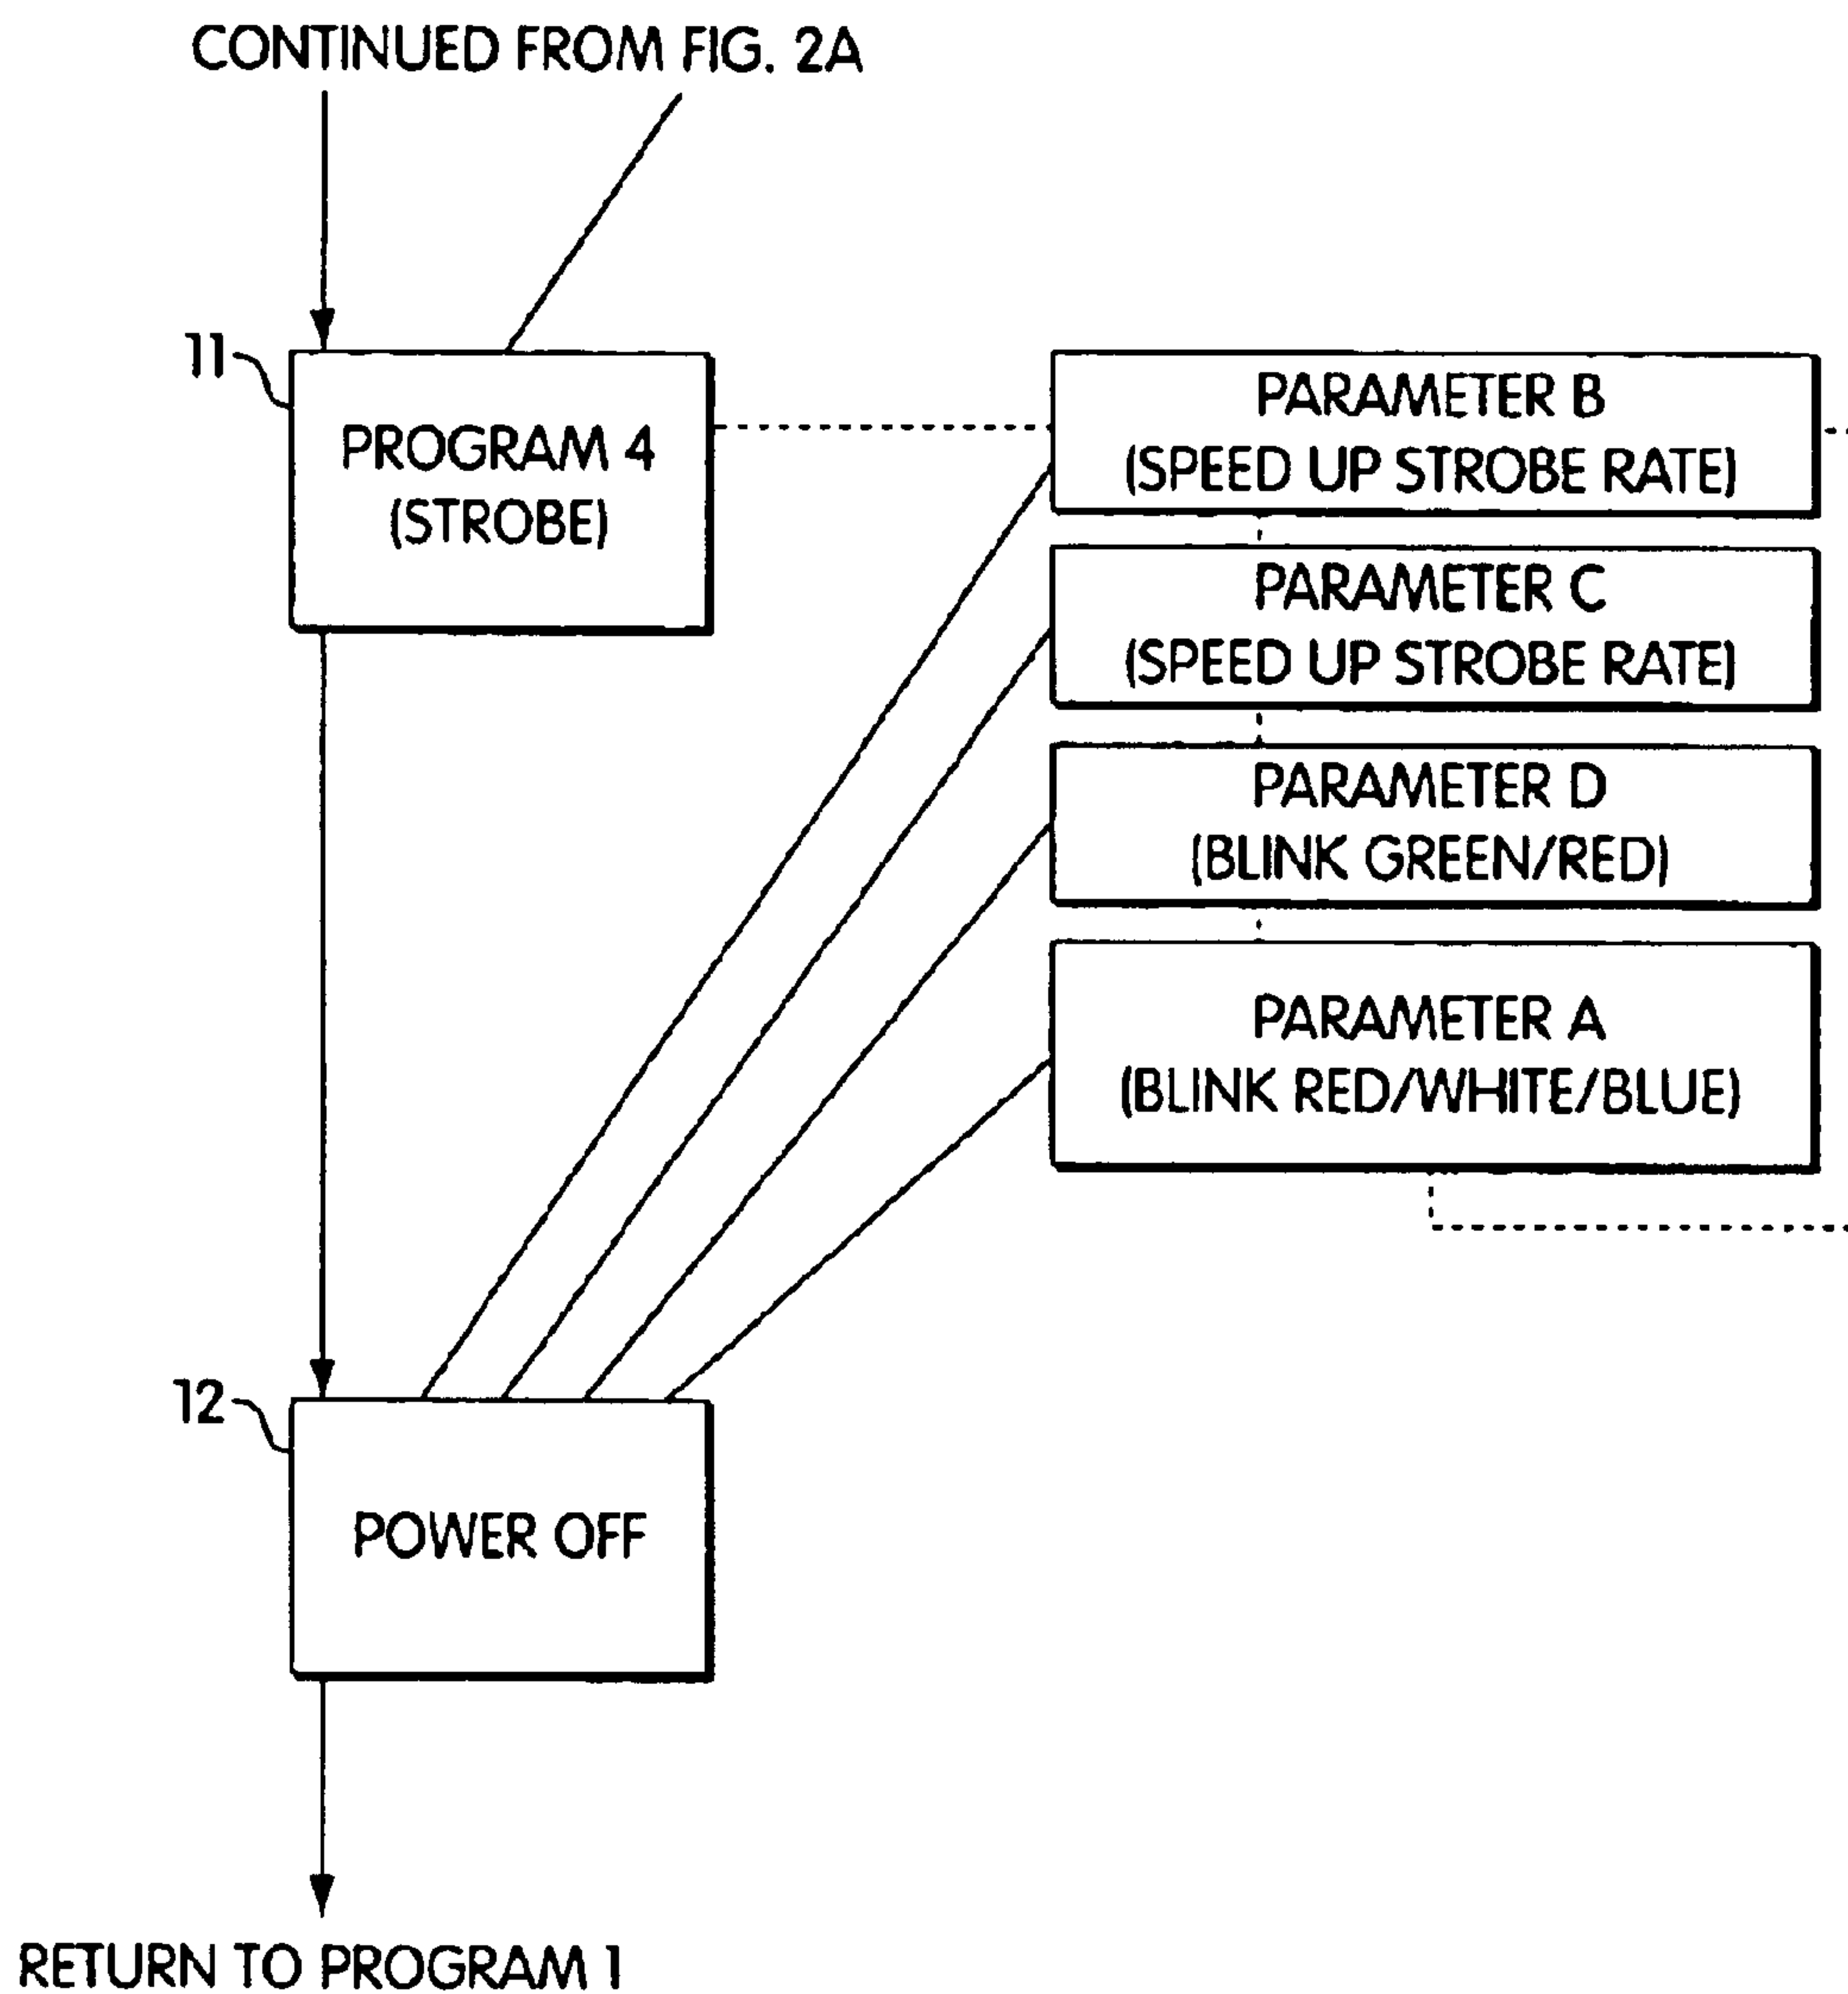 CONTINUED FROM FIG. 2A
11
PROGRAM 4
(STROBE)
PARAMETER B
(SPEED UP STROBE RATE)
PARAMETER C
(SPEED UP STROBE RATE)
PARAMETER D
(BLINK GREEN/RED)
PARAMETER A
(BLINK RED/WHITE/BLUE)
12
POWER OFF
RETURN TO PROGRAM 1